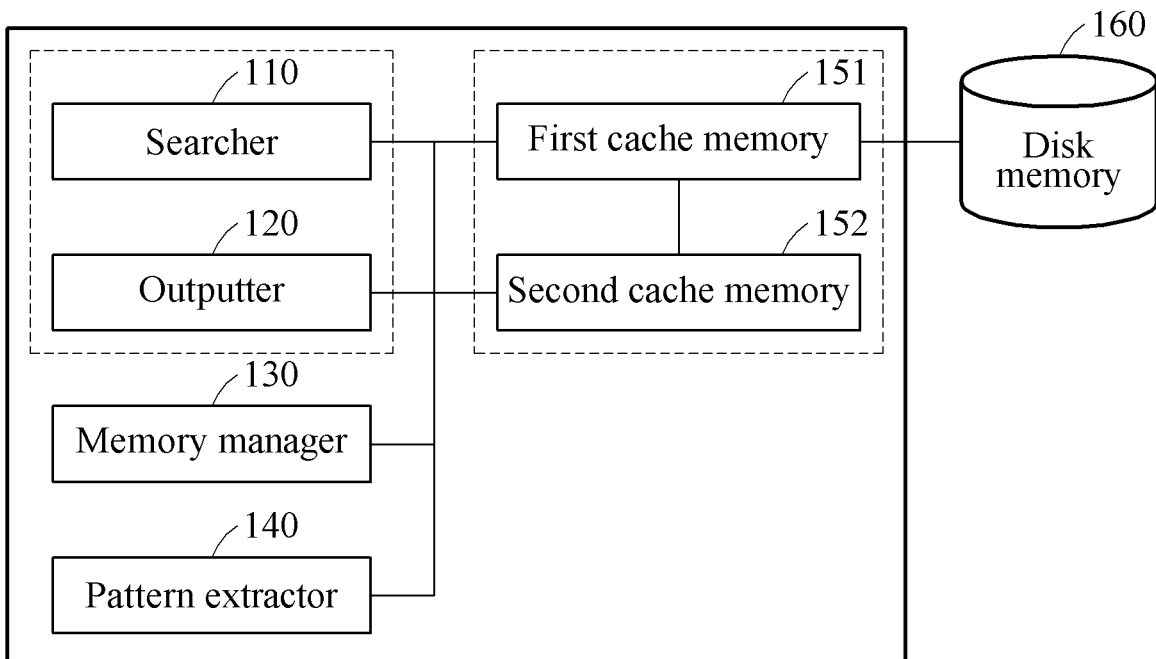 160
110
Searcher
151
First cache memory
Disk
memory
120
Outputter
152
Second cache memory
130
Memory manager
140
Pattern extractor